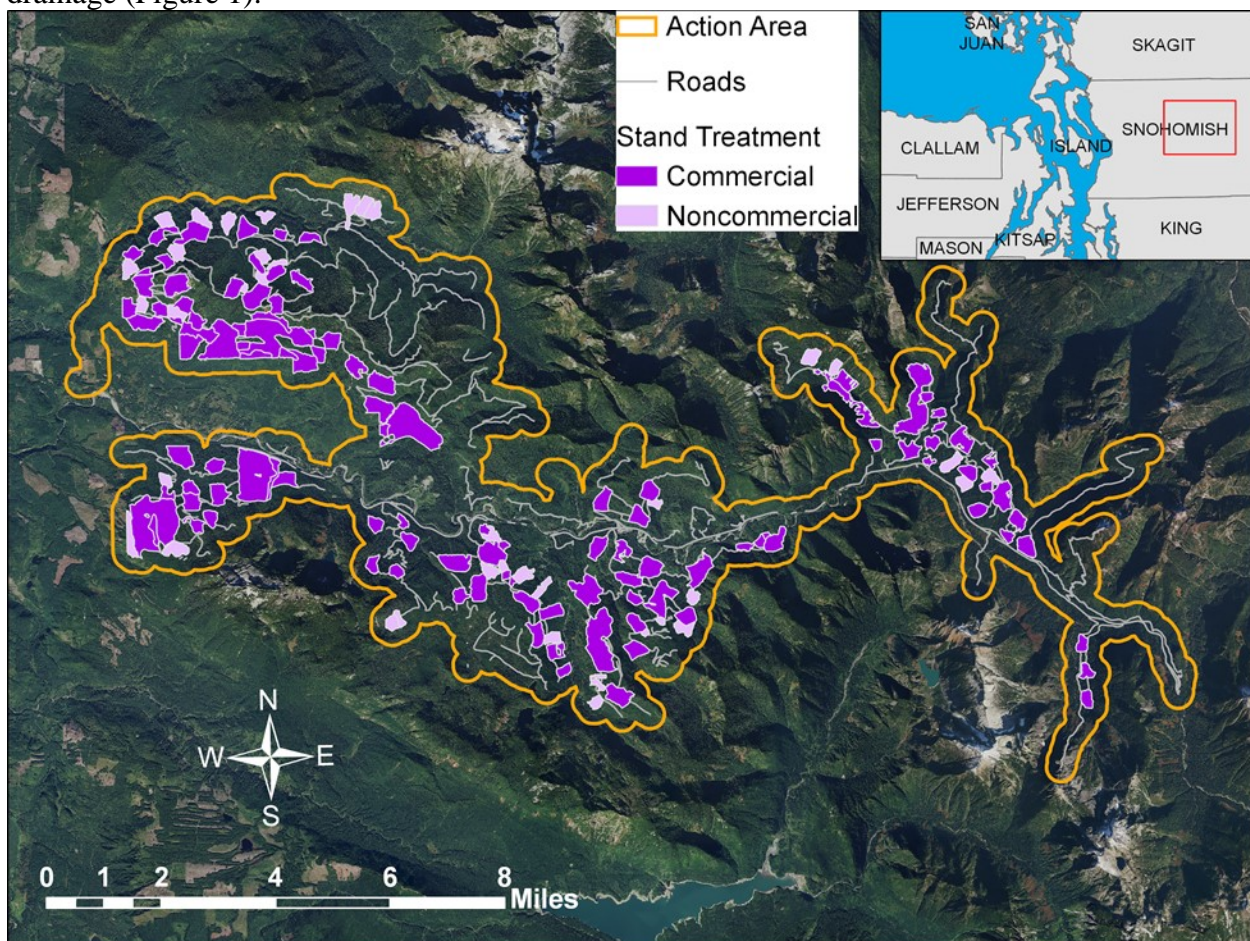 drainage (Figure 1).
Action Area
Roads
Stand Treatment
Commercial
Noncommercial
SAN
JUAN
SKAGIT
SNOHOMISH
CLALLAM
ISLAND
JEFFERSON
KITSAP
KING
MASON
N
W
E
S
0 1 2 4 6 8
Miles